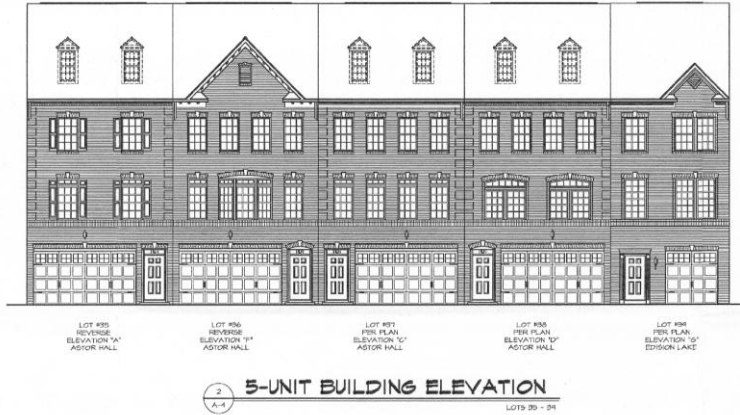 LOT #35
REVERSE
ELEVATION "A"
ASTOR HALL
LOT #36
REVERSE
ELEVATION "F"
ASTOR HALL
LOT #37
PER PLAN
ELEVATION "C"
ASTOR HALL
LOT #38
PER PLAN
ELEVATION "D"
ASTOR HALL
LOT #39
PER PLAN
ELEVATION "G"
EDISION LAKE
2
A-4
5-UNIT BUILDING ELEVATION
LOTS 35 - 39